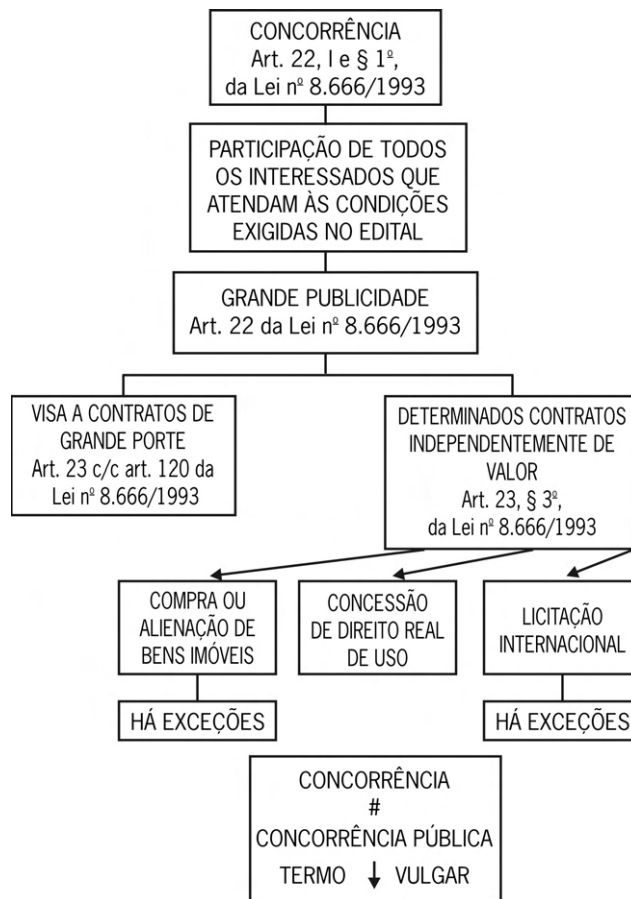 CONCORRÊNCIA
Art. 22, I e § 1º,
da Lei nº 8.666/1993
PARTICIPAÇÃO DE TODOS
OS INTERESSADOS QUE
ATENDAM ÀS CONDIÇÕES
EXIGIDAS NO EDITAL
GRANDE PUBLICIDADE
Art. 22 da Lei nº 8.666/1993
VISA A CONTRATOS DE
GRANDE PORTE
Art. 23 c/c art. 120 da
Lei nº 8.666/1993
DETERMINADOS CONTRATOS
INDEPENDENTEMENTE DE
VALOR
Art. 23, § 3º,
da Lei nº 8.666/1993
COMPRA OU
ALIENAÇÃO DE
BENS IMÓVEIS
HÁ EXCEÇÕES
CONCESSÃO
DE DIREITO REAL
DE USO
LICITAÇÃO
INTERNACIONAL
HÁ EXCEÇÕES
CONCORRÊNCIA
#
CONCORRÊNCIA PÚBLICA
TERMO ↓ VULGAR